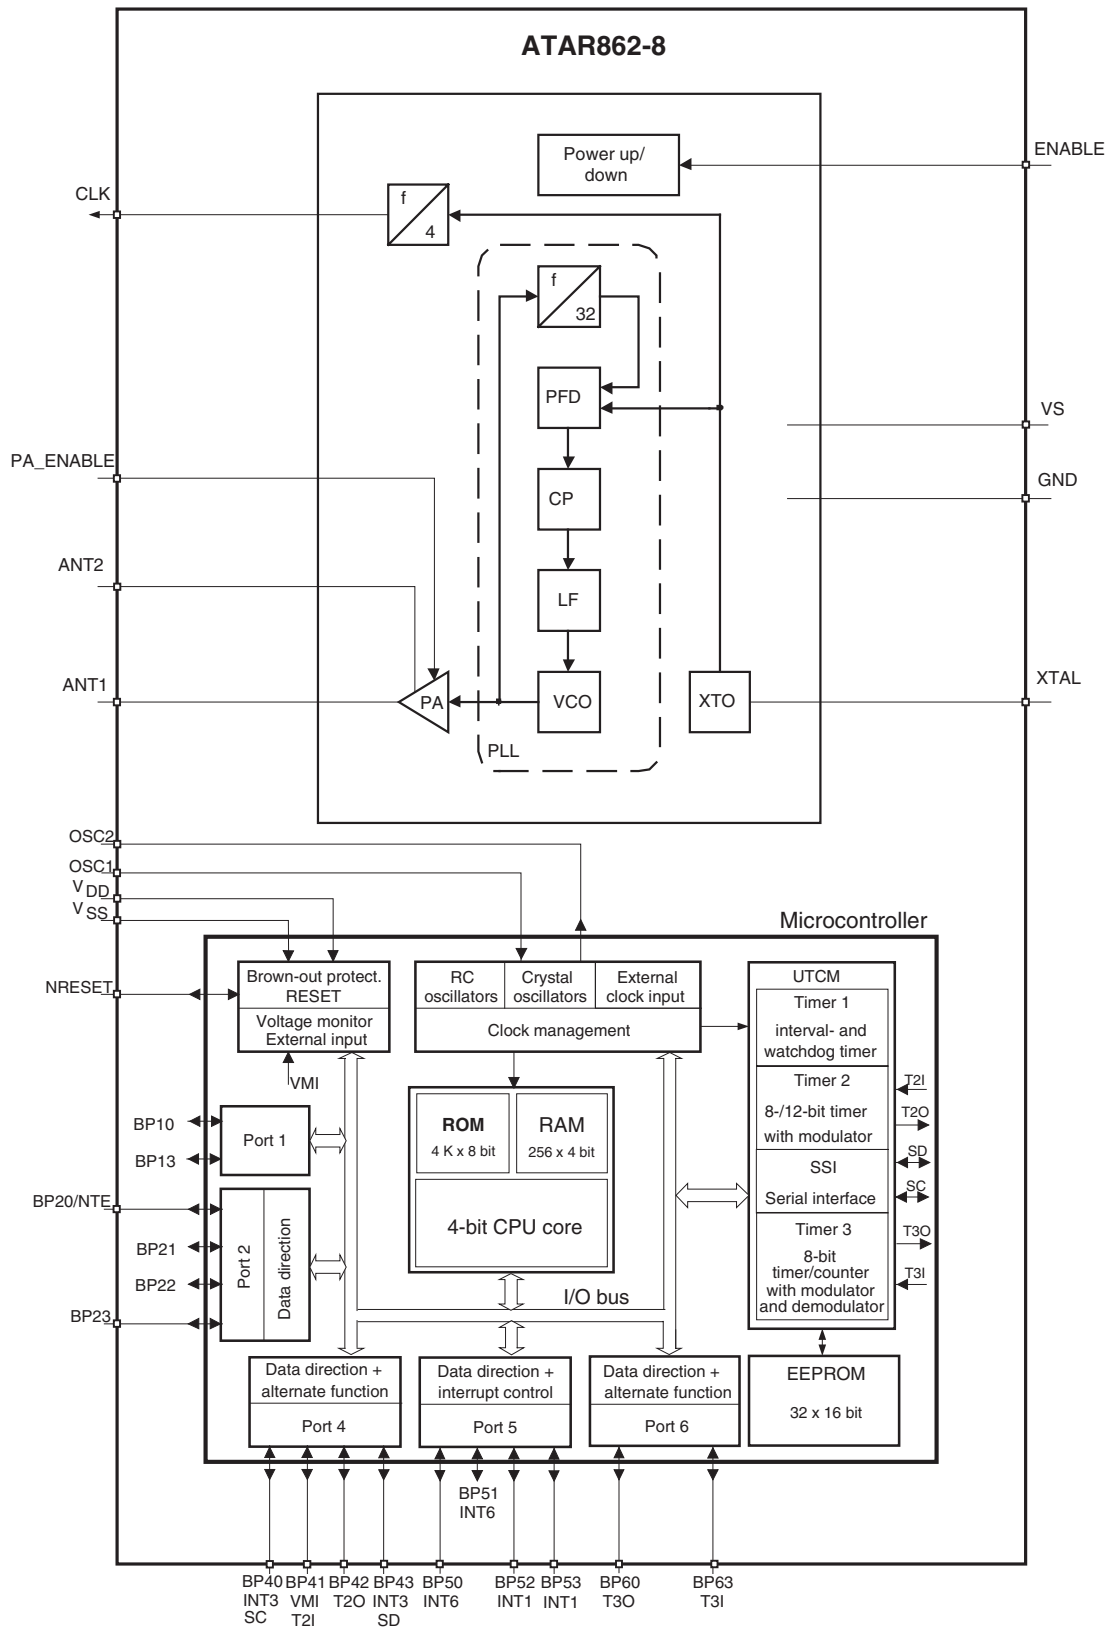 ATAR862-8
Power up/
down
ENABLE
CLK
f
4
f
32
PFD
VS
PA_ENABLE
GND
CP
ANT2
LF
ANT1
PA
VCO
XTO
XTAL
PLL
OSC2
OSC1
V DD
V SS
Microcontroller
NRESET
Brown-out protect.
RESET
Voltage monitor
External input
VMI
RC
oscillators
Crystal
oscillators
External
clock input
Clock management
UTCM
Timer 1
interval- and
watchdog timer
Timer 2
8-/12-bit timer
with modulator
SSI
Serial interface
Timer 3
8-bit
timer/counter
with modulator
and demodulator
T2I
T2O
SD
SC
T3O
T3I
ROM
4 K x 8 bit
RAM
256 x 4 bit
4-bit CPU core
BP10
BP13
Port 1
BP20/NTE
BP21
BP22
BP23
Port 2
Data direction
I/O bus
Data direction +
alternate function
Port 4
Data direction +
interrupt control
Port 5
Data direction +
alternate function
Port 6
EEPROM
32 x 16 bit
BP51
INT6
BP40
INT3
SC
BP41
VMI
T2I
BP42
T2O
BP43
INT3
SD
BP50
INT6
BP52
INT1
BP53
INT1
BP60
T3O
BP63
T3I